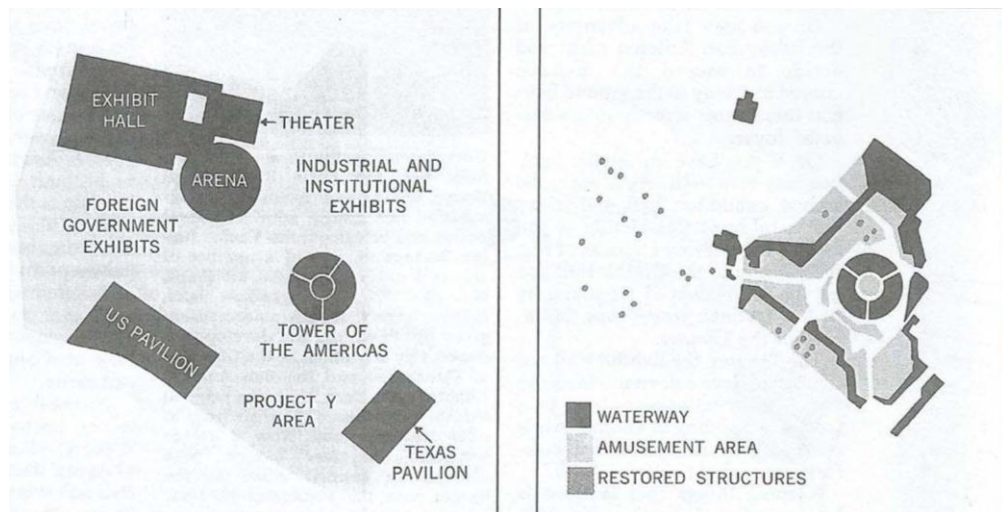 EXHIBIT
HALL
THEATER
ARENA
INDUSTRIAL AND
INSTITUTIONAL
EXHIBITS
FOREIGN
GOVERNMENT
EXHIBITS
US PAVILION
TOWER OF
THE AMERICAS
PROJECT Y
AREA
TEXAS
PAVILION
WATERWAY
AMUSEMENT AREA
RESTORED STRUCTURES